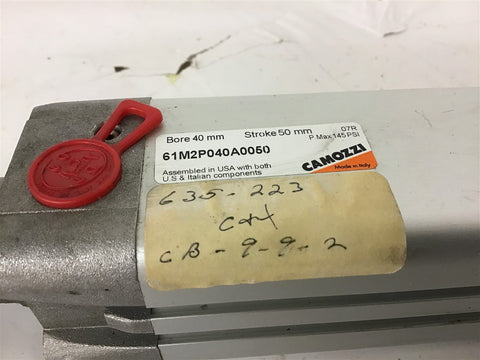 Bore 40 mm Stroke 50 mm 07R
P Max 145 PSI
61M2P040A0050
Assembled in USA with both
U.S & Italian components
CAMOZZI
Made in Italy
635-223
CB-9-9-2